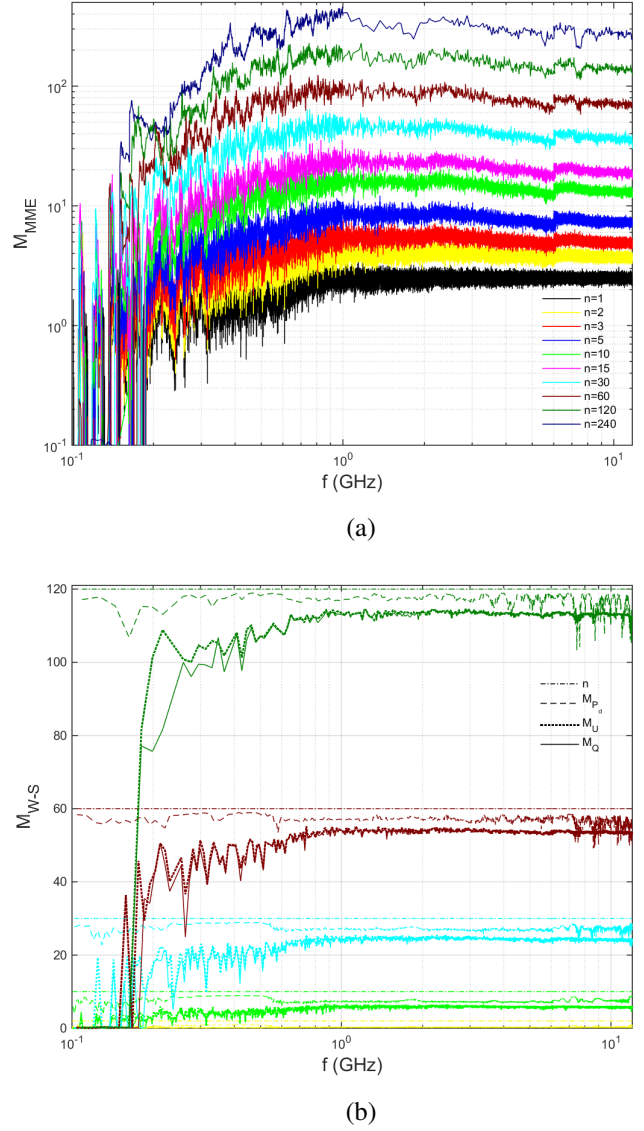 10^2
10^1
10^0
10^-1
M_MME
n=1
n=2
n=3
n=5
n=10
n=15
n=30
n=60
n=120
n=240
10^-1
10^0
10^1
f (GHz)
(a)
120
100
80
60
40
20
0
M_W-S
n
M_P_d
M_U
M_Q
10^-1
10^0
10^1
f (GHz)
(b)